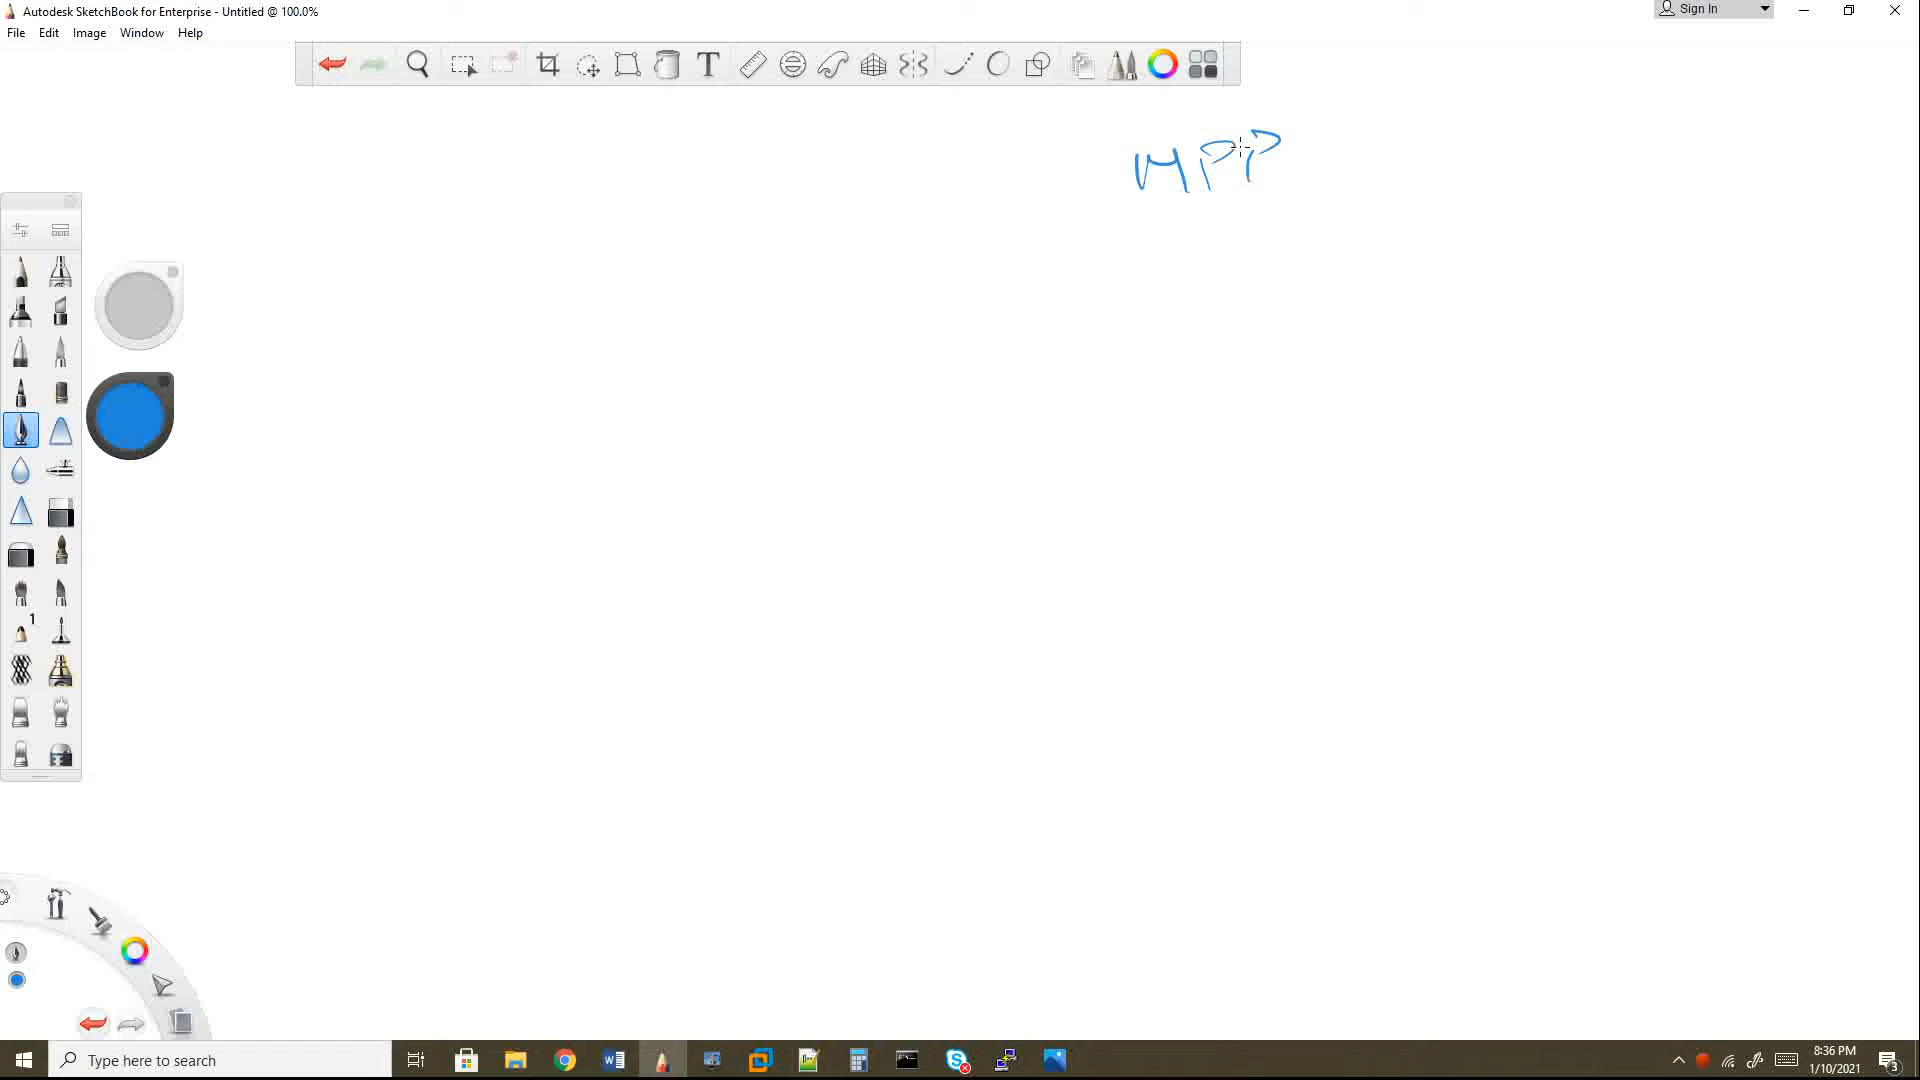 Autodesk SketchBook for Enterprise - Untitled @ 100.0%
Sign In
File Edit Image Window Help
T
MPP
1
Type here to search
8:36 PM
1/10/2021
3